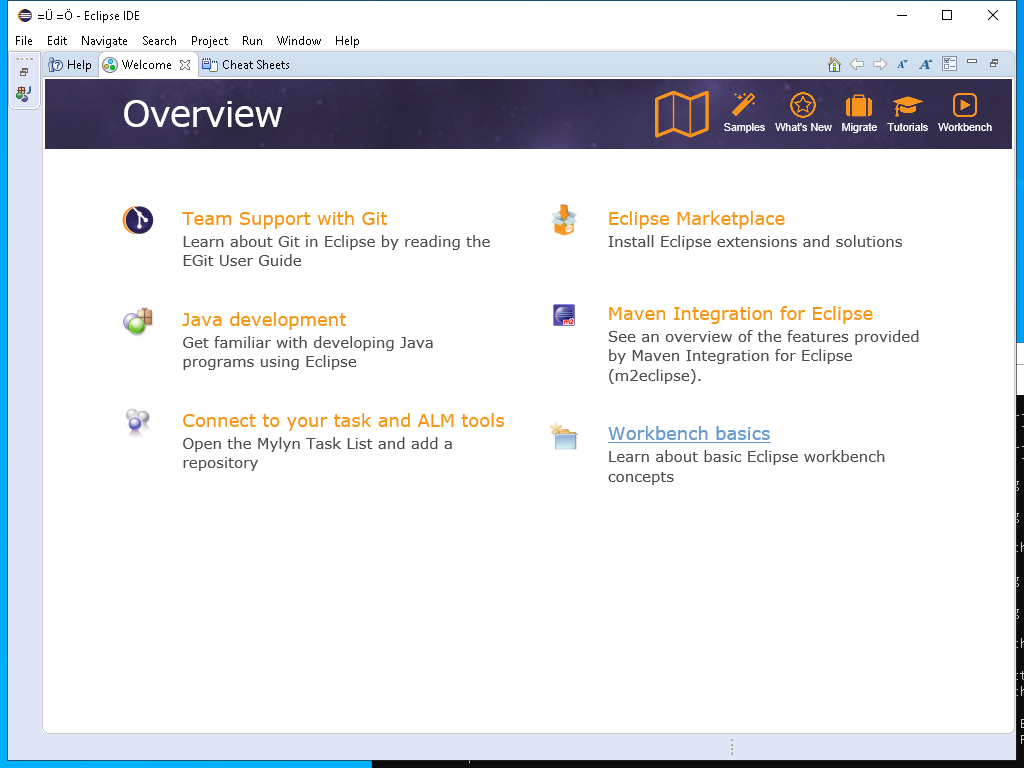 =Ü =Ö - Eclipse IDE
File Edit Navigate Search Project Run Window Help
Help Welcome Cheat Sheets
Overview
Samples What's New Migrate Tutorials Workbench
Team Support with Git
Learn about Git in Eclipse by reading the
EGit User Guide
Eclipse Marketplace
Install Eclipse extensions and solutions
Java development
Get familiar with developing Java
programs using Eclipse
Maven Integration for Eclipse
See an overview of the features provided
by Maven Integration for Eclipse
(m2eclipse).
Connect to your task and ALM tools
Open the Mylyn Task List and add a
repository
Workbench basics
Learn about basic Eclipse workbench
concepts